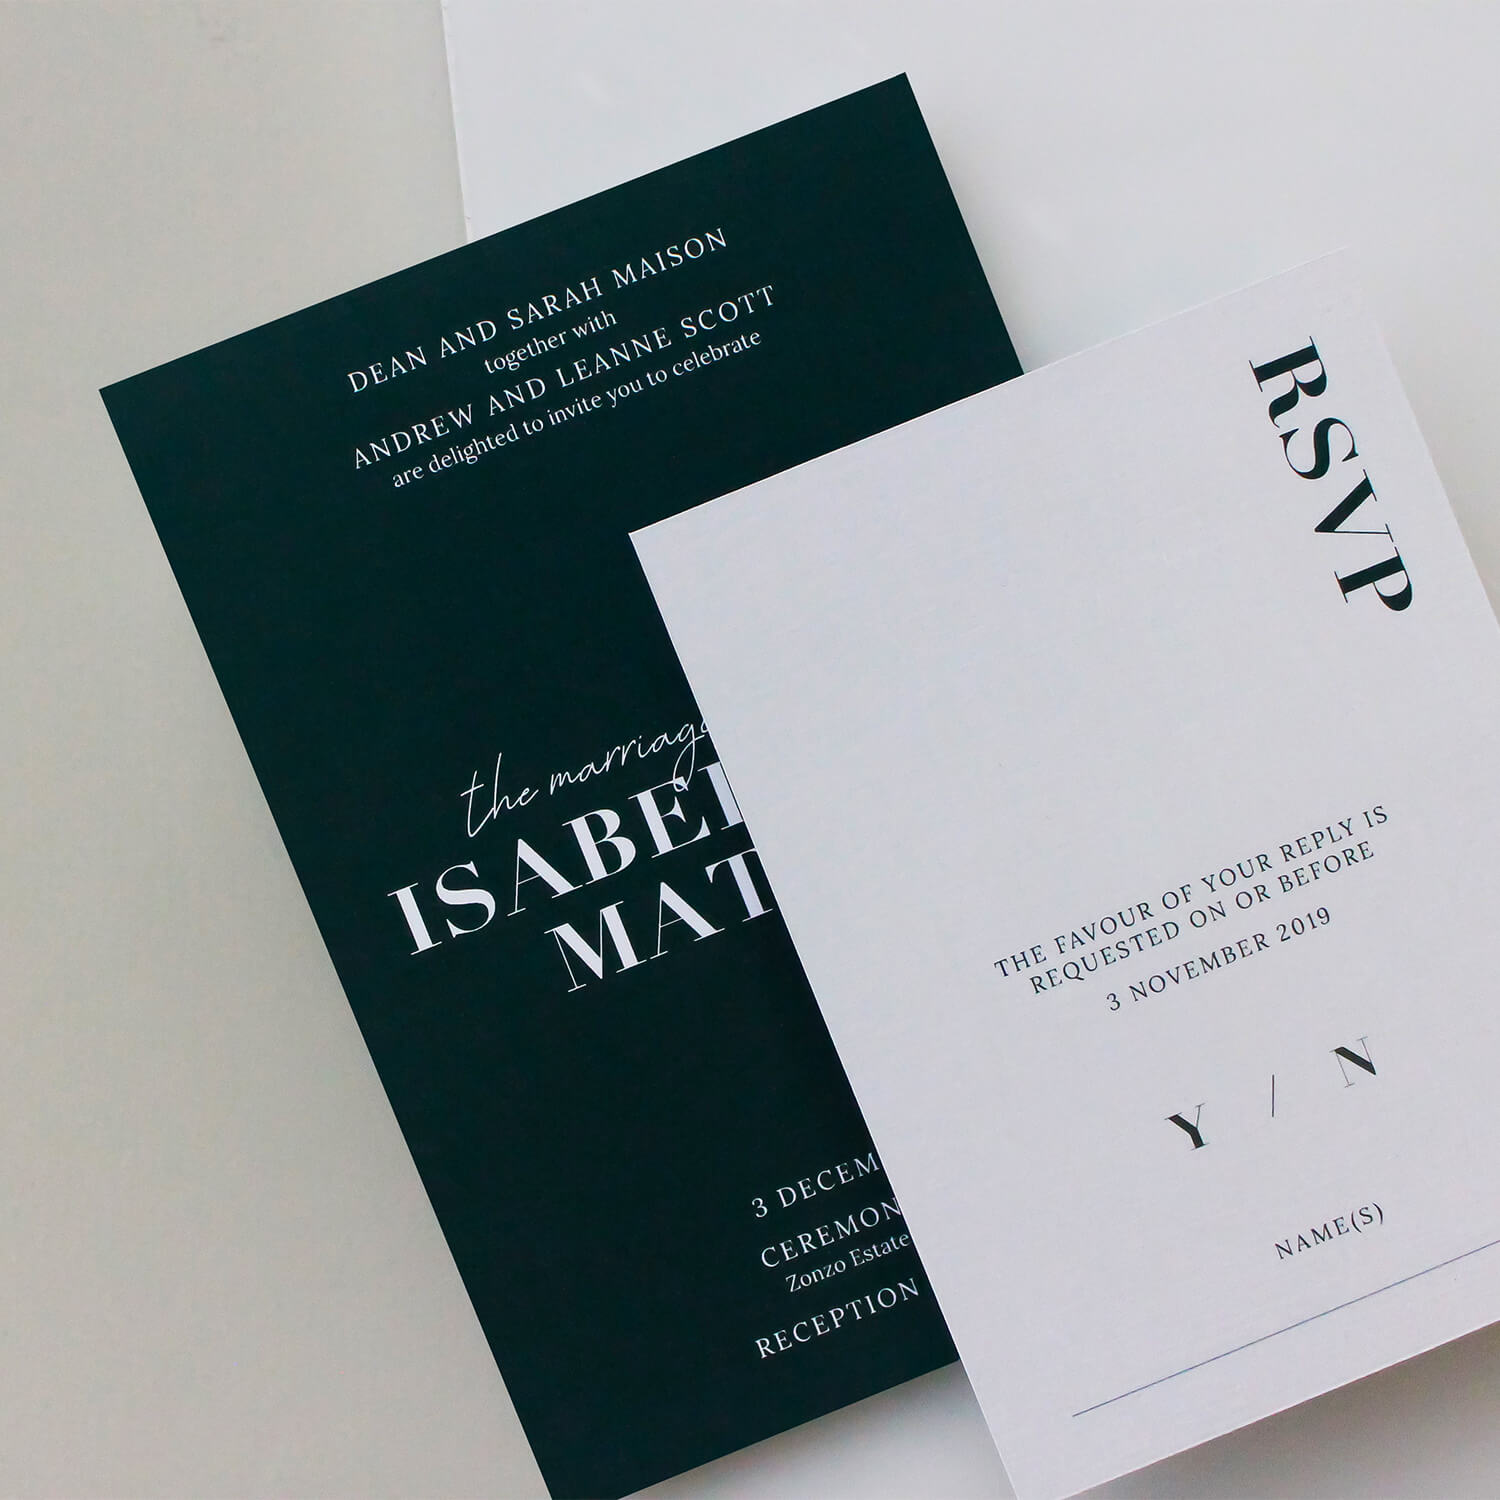 DEAN AND SARAH MAISON
together with
ANDREW AND LEANNE SCOTT
are delighted to invite you to celebrate
the marriage
ISABEL
MAT
3 DECEM
CEREMON
Zonzo Estate
RECEPTION
RSVP
THE FAVOUR OF YOUR REPLY IS
REQUESTED ON OR BEFORE
3 NOVEMBER 2019
Y / N
NAME(S)